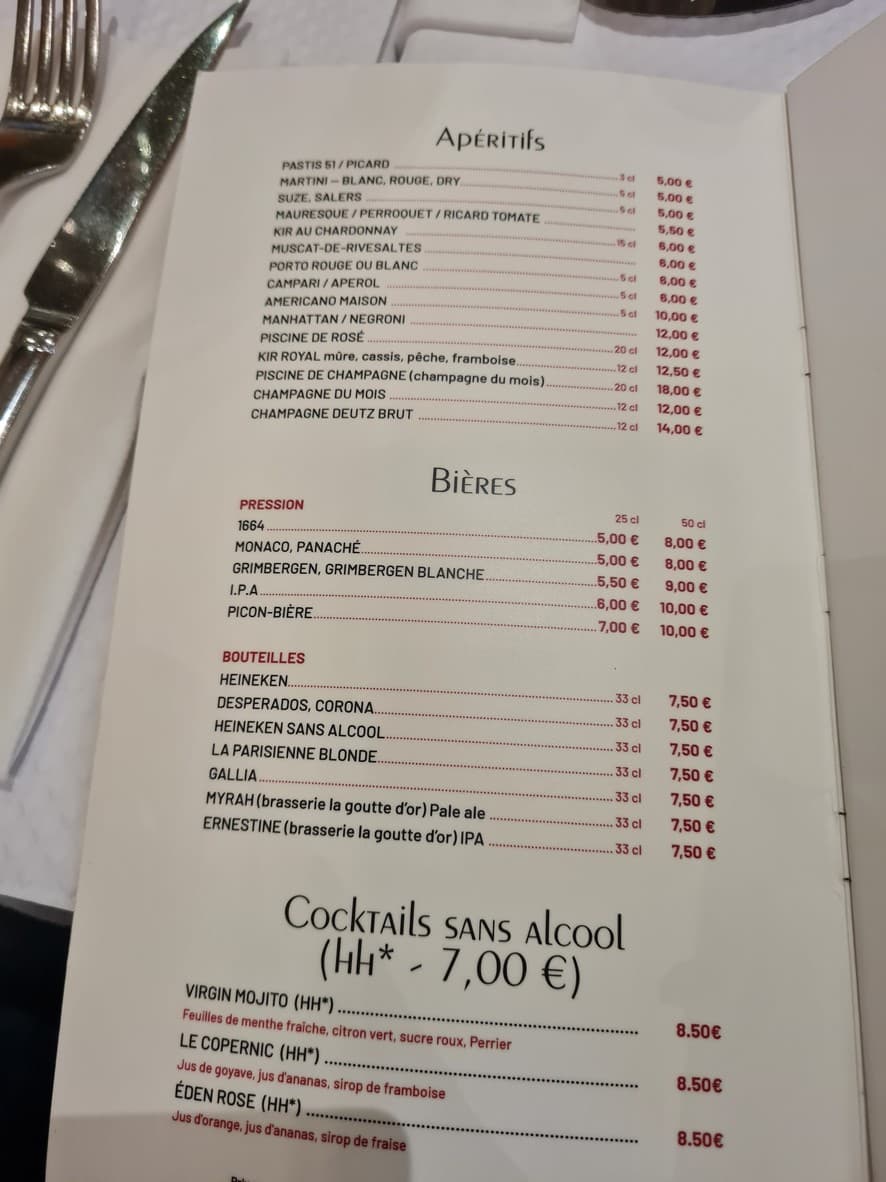 Apéritifs
PASTIS 51 / PICARD 3 cl 5,00 €
MARTINI – BLANC, ROUGE, DRY 5 cl 5,00 €
SUZE, SALERS 5 cl 5,00 €
MAURESQUE / PERROQUET / RICARD TOMATE 5,50 €
KIR AU CHARDONNAY 15 cl 6,00 €
MUSCAT-DE-RIVESALTES 6,00 €
PORTO ROUGE OU BLANC 5 cl 6,00 €
CAMPARI / APEROL 5 cl 6,00 €
AMERICANO MAISON 5 cl 10,00 €
MANHATTAN / NEGRONI 12,00 €
PISCINE DE ROSÉ 20 cl 12,00 €
KIR ROYAL mûre, cassis, pêche, framboise 12 cl 12,50 €
PISCINE DE CHAMPAGNE (champagne du mois) 20 cl 18,00 €
CHAMPAGNE DU MOIS 12 cl 12,00 €
CHAMPAGNE DEUTZ BRUT 12 cl 14,00 €
Bières
PRESSION 25 cl 50 cl
1664 5,00 € 8,00 €
MONACO, PANACHÉ 5,00 € 8,00 €
GRIMBERGEN, GRIMBERGEN BLANCHE 5,50 € 9,00 €
I.P.A 6,00 € 10,00 €
PICON-BIÈRE 7,00 € 10,00 €
BOUTEILLES
HEINEKEN 33 cl 7,50 €
DESPERADOS, CORONA 33 cl 7,50 €
HEINEKEN SANS ALCOOL 33 cl 7,50 €
LA PARISIENNE BLONDE 33 cl 7,50 €
GALLIA 33 cl 7,50 €
MYRAH (brasserie la goutte d'or) Pale ale 33 cl 7,50 €
ERNESTINE (brasserie la goutte d'or) IPA 33 cl 7,50 €
Cocktails sans alcool
(HH* - 7,00 €)
VIRGIN MOJITO (HH*) 8.50€
Feuilles de menthe fraîche, citron vert, sucre roux, Perrier
LE COPERNIC (HH*) 8.50€
Jus de goyave, jus d'ananas, sirop de framboise
ÉDEN ROSE (HH*) 8.50€
Jus d'orange, jus d'ananas, sirop de fraise